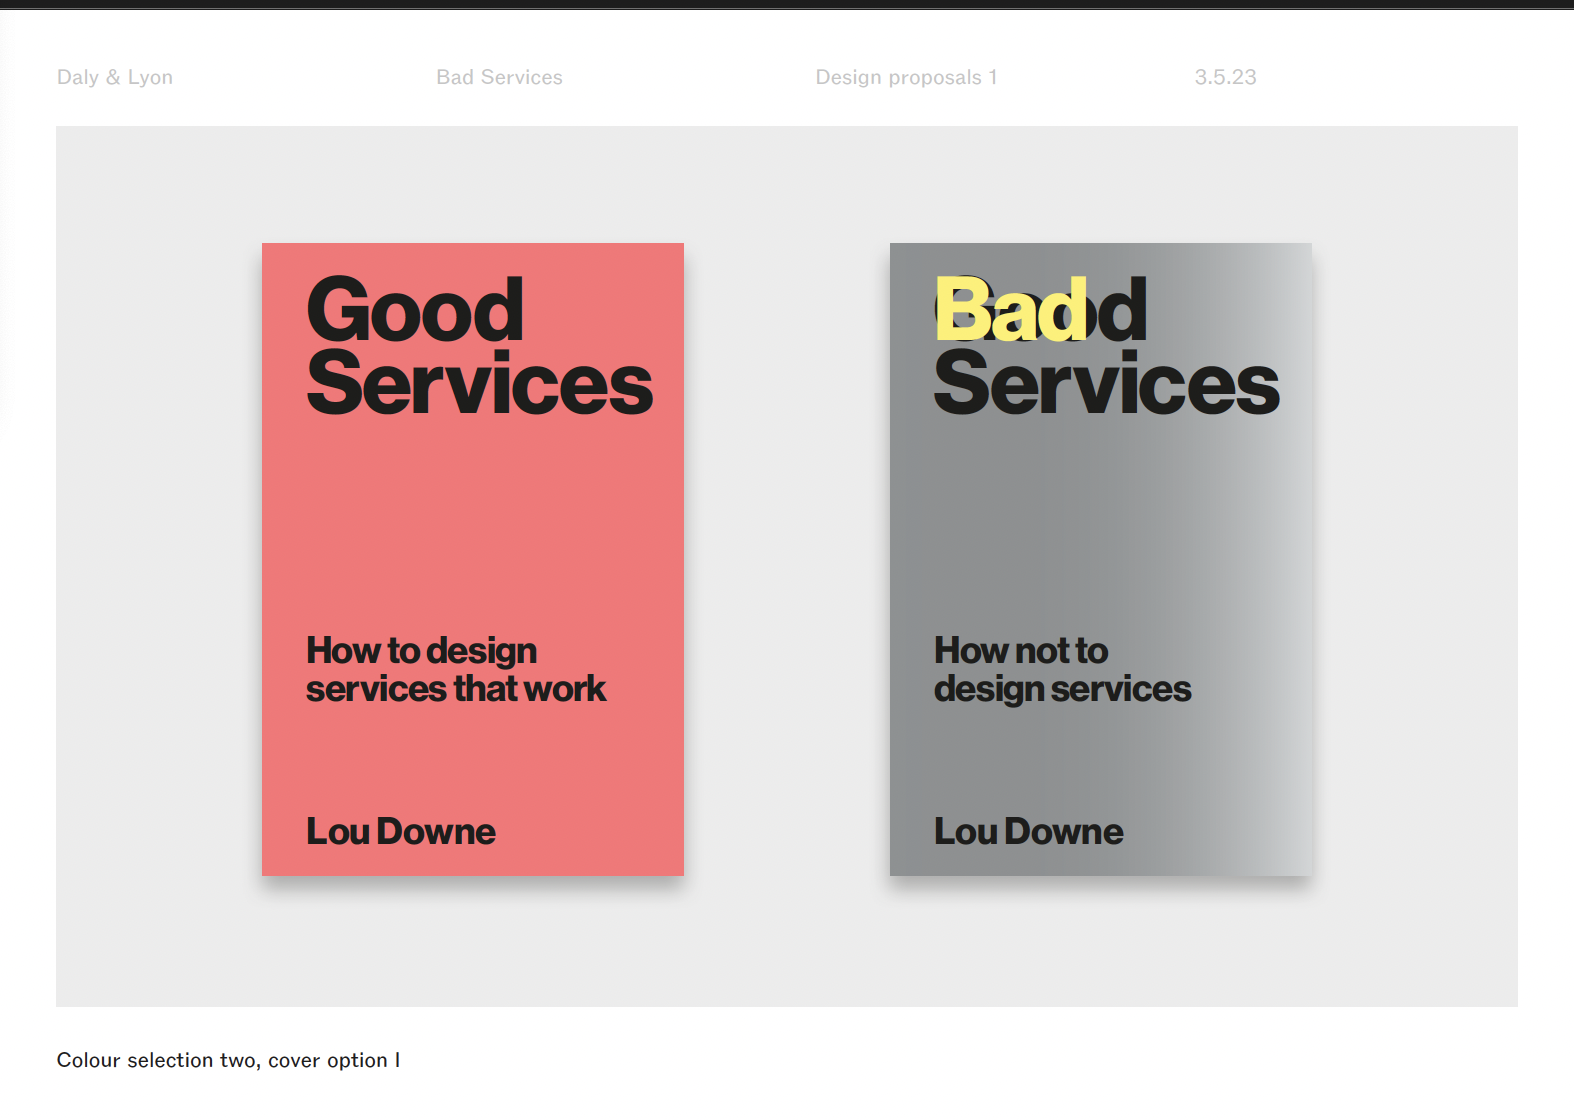 Daly & Lyon Bad Services Design proposals 1 3.5.23
Good
Services
How to design
services that work
Lou Downe
Good
Bad
Services
How not to
design services
Lou Downe
Colour selection two, cover option I